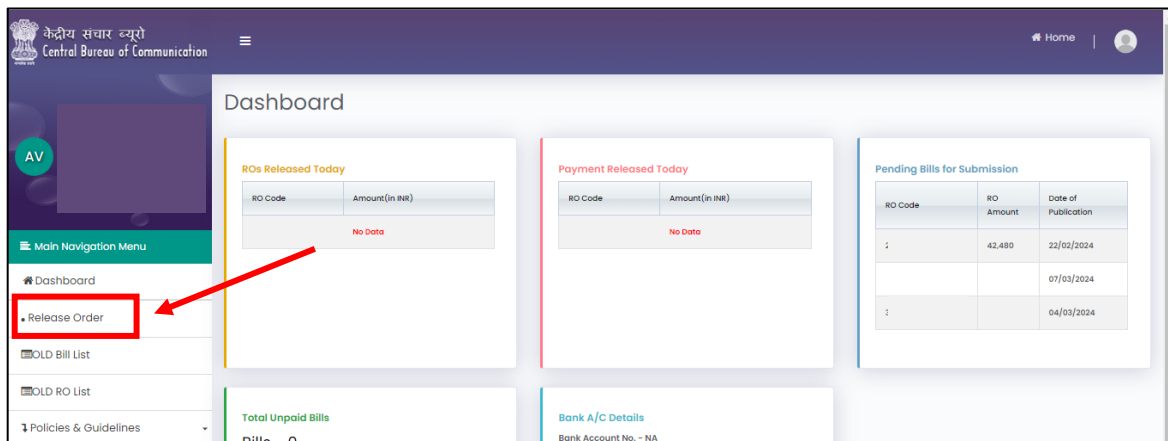 केंद्रीय संचार ब्यूरो
Central Bureau of Communication
Home |
Dashboard
AV
ROs Released Today
RO Code Amount(in INR)
No Data
Payment Released Today
RO Code Amount(in INR)
No Data
Pending Bills for Submission
RO Code RO Amount Date of Publication
42,480 22/02/2024
07/03/2024
04/03/2024
Main Navigation Menu
Dashboard
Release Order
OLD Bill List
OLD RO List
Policies & Guidelines
Total Unpaid Bills
Bank A/C Details
Bank Account No. - NA